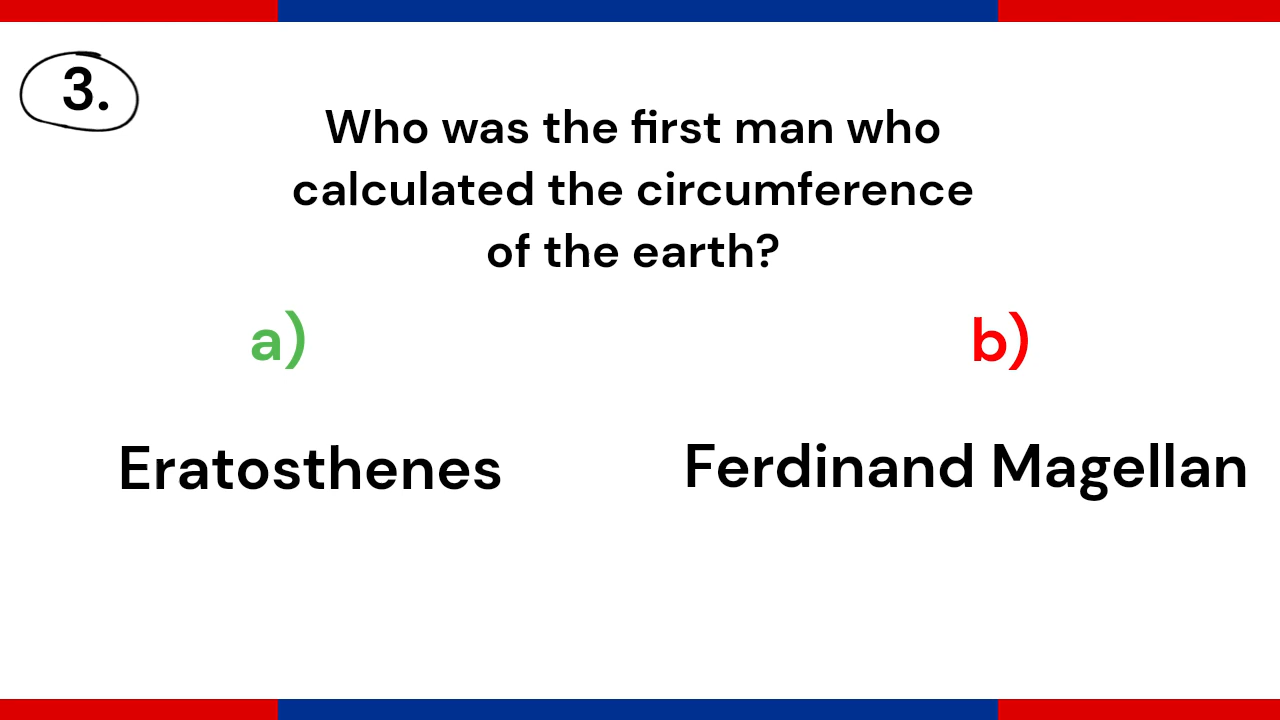 3.
Who was the first man who
calculated the circumference
of the earth?
a)
b)
Eratosthenes
Ferdinand Magellan